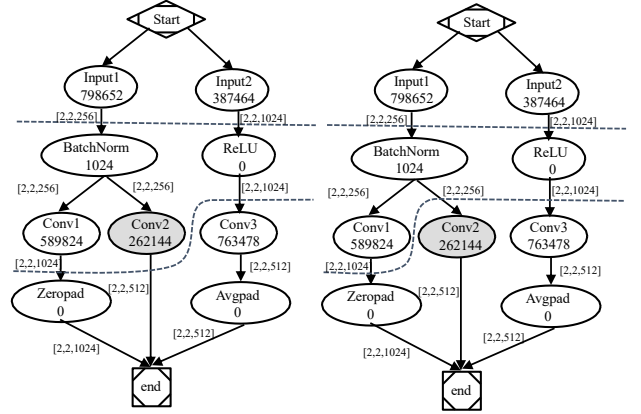 Start
Input1
798652
Input2
387464
[2,2,256]
[2,2,1024]
BatchNorm
1024
ReLU
0
[2,2,256]
[2,2,256]
[2,2,1024]
Conv1
589824
Conv2
262144
Conv3
763478
[2,2,1024]
[2,2,512]
[2,2,512]
Zeropad
0
Avgpad
0
[2,2,512]
[2,2,1024]
end
Start
Input1
798652
Input2
387464
[2,2,256]
[2,2,1024]
BatchNorm
1024
ReLU
0
[2,2,256]
[2,2,256]
[2,2,1024]
Conv1
589824
Conv2
262144
Conv3
763478
[2,2,1024]
[2,2,512]
[2,2,512]
Zeropad
0
Avgpad
0
[2,2,512]
[2,2,1024]
end